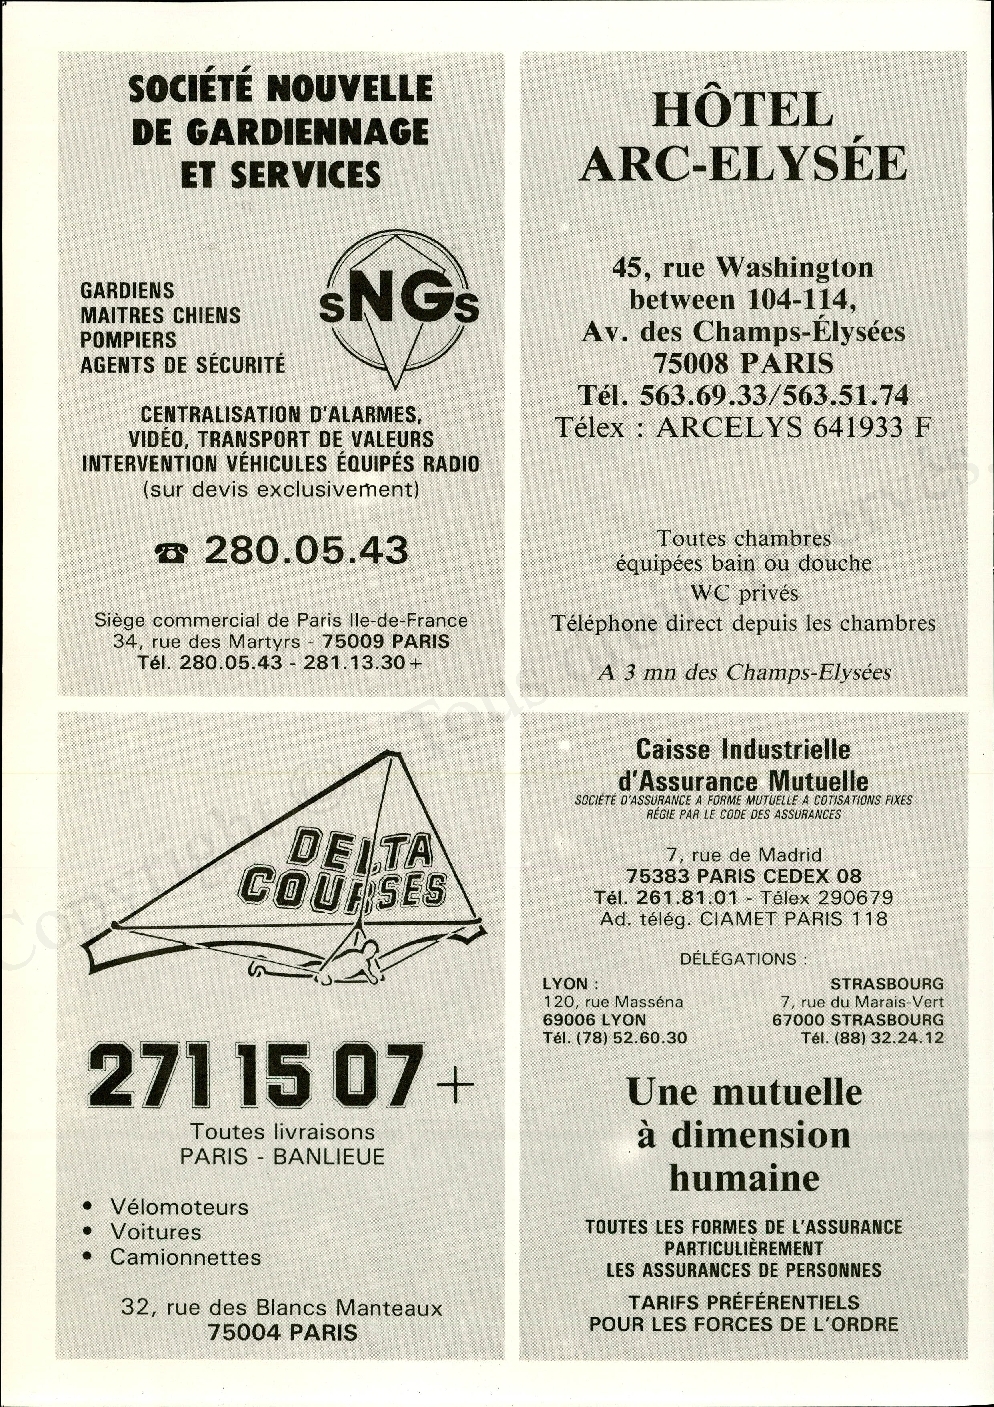 SOCIÉTÉ NOUVELLE
DE GARDIENNAGE
ET SERVICES
GARDIENS
MAITRES CHIENS
POMPIERS
AGENTS DE SÉCURITÉ
sNGs
CENTRALISATION D'ALARMES,
VIDÉO, TRANSPORT DE VALEURS
INTERVENTION VÉHICULES ÉQUIPÉS RADIO
(sur devis exclusivement)
☎ 280.05.43
Siège commercial de Paris Ile-de-France
34, rue des Martyrs - 75009 PARIS
Tél. 280.05.43 - 281.13.30 +
HÔTEL
ARC-ELYSÉE
45, rue Washington
between 104-114,
Av. des Champs-Élysées
75008 PARIS
Tél. 563.69.33/563.51.74
Télex : ARCELYS 641933 F
Toutes chambres
équipées bain ou douche
WC privés
Téléphone direct depuis les chambres
A 3 mn des Champs-Elysées
DELTA
COURSES
271 15 07 +
Toutes livraisons
PARIS - BANLIEUE
• Vélomoteurs
• Voitures
• Camionnettes
32, rue des Blancs Manteaux
75004 PARIS
Caisse Industrielle
d'Assurance Mutuelle
SOCIÉTÉ D'ASSURANCE A FORME MUTUELLE A COTISATIONS FIXES
RÉGIE PAR LE CODE DES ASSURANCES
7, rue de Madrid
75383 PARIS CEDEX 08
Tél. 261.81.01 - Télex 290679
Ad. télég. CIAMET PARIS 118
DÉLÉGATIONS :
LYON :
120, rue Masséna
69006 LYON
Tél. (78) 52.60.30
STRASBOURG
7, rue du Marais-Vert
67000 STRASBOURG
Tél. (88) 32.24.12
Une mutuelle
à dimension
humaine
TOUTES LES FORMES DE L'ASSURANCE
PARTICULIÈREMENT
LES ASSURANCES DE PERSONNES
TARIFS PRÉFÉRENTIELS
POUR LES FORCES DE L'ORDRE
Copyright © Tous